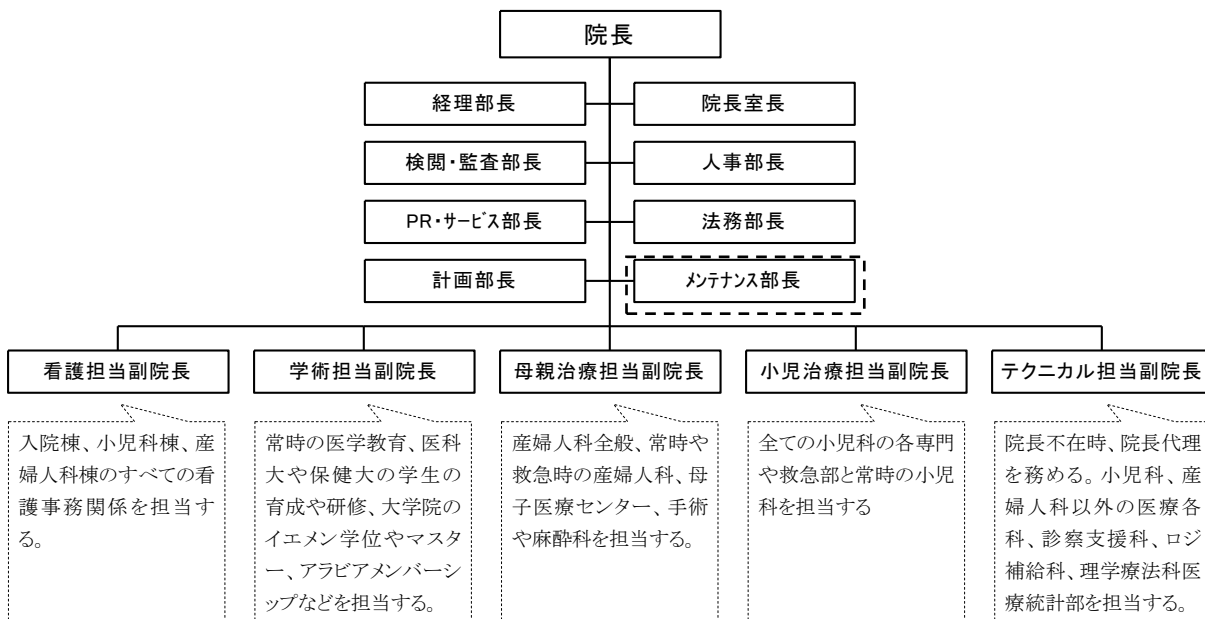 院長
経理部長
院長室長
検閲・監査部長
人事部長
PR・サービス部長
法務部長
計画部長
メンテナンス部長
看護担当副院長
学術担当副院長
母親治療担当副院長
小児治療担当副院長
テクニカル担当副院長
入院棟、小児科棟、産
婦人科棟のすべての看
護事務関係を担当す
る。
常時の医学教育、医科
大や保健大の学生の
育成や研修、大学院の
イエメン学位やマスタ
ー、アラビアメンバーシ
ップなどを担当する。
産婦人科全般、常時や
救急時の産婦人科、母
子医療センター、手術
や麻酔科を担当する。
全ての小児科の各専門
や救急部と常時の小児
科を担当する
院長不在時、院長代理
を務める。小児科、産
婦人科以外の医療各
科、診察支援科、ロジ
補給科、理学療法科医
療統計部を担当する。